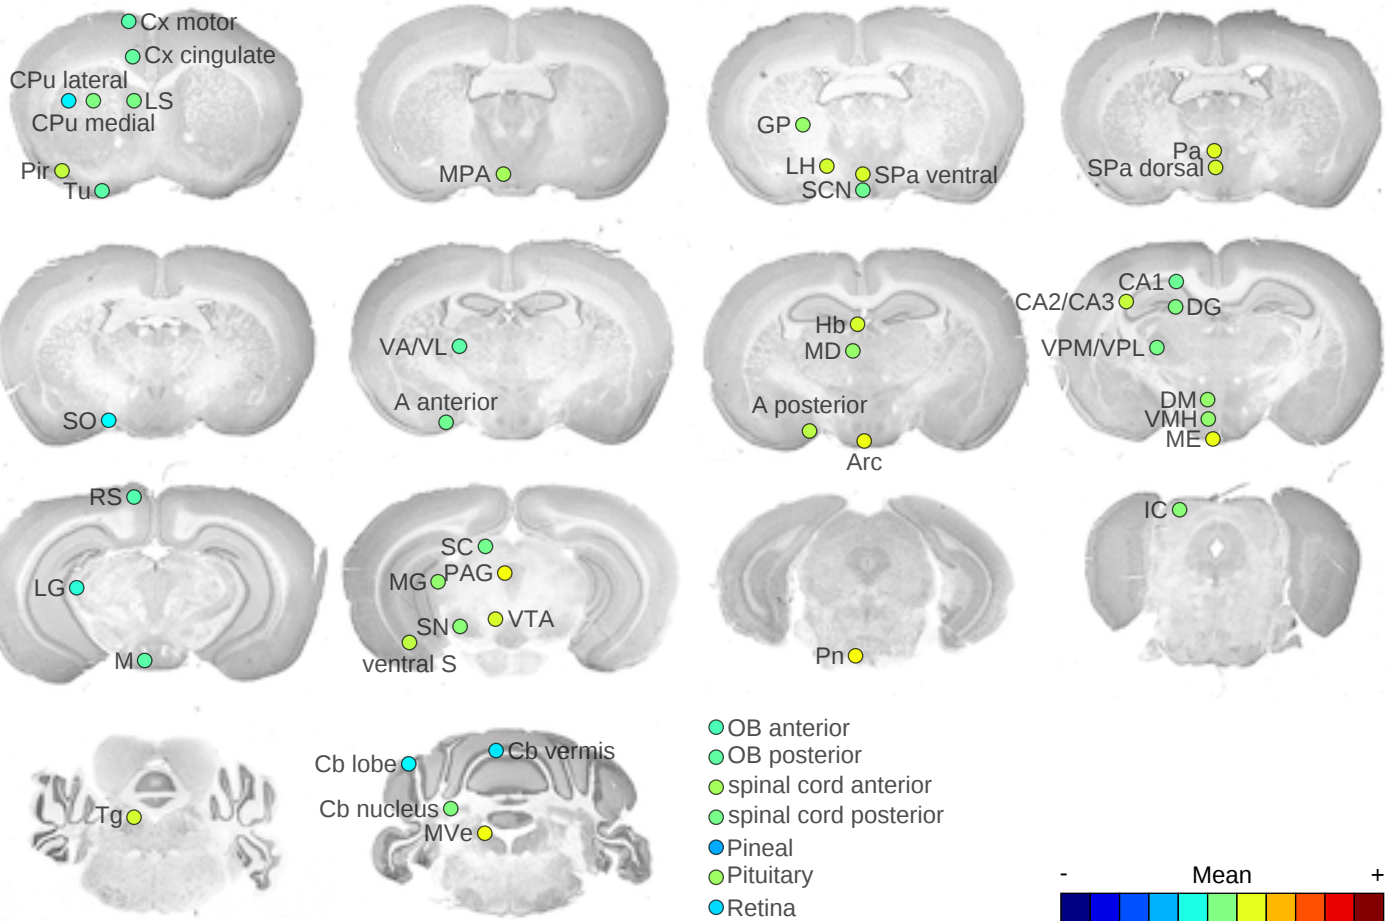 Cx motor
Cx cingulate
CPu lateral
LS
CPu medial
Pir
Tu
MPA
GP
LH
SPa ventral
SCN
Pa
SPa dorsal
SO
VA/VL
A anterior
Hb
MD
A posterior
Arc
CA1
CA2/CA3
DG
VPM/VPL
DM
VMH
ME
RS
LG
M
SC
PAG
MG
VTA
SN
ventral S
Pn
IC
Tg
Cb lobe
Cb vermis
Cb nucleus
MVe
OB anterior
OB posterior
spinal cord anterior
spinal cord posterior
Pineal
Pituitary
Retina
- Mean +